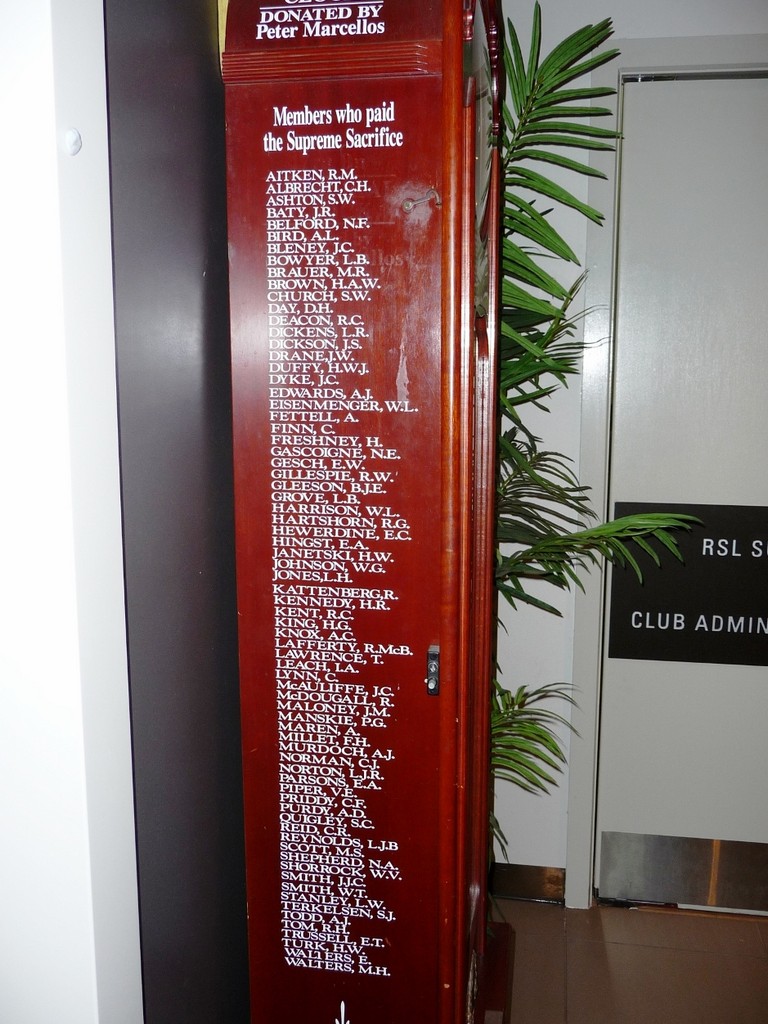 DONATED BY
Peter Marcellos
Members who paid
the Supreme Sacrifice
AITKEN, R.M.
ALBRECHT, C.H.
ASHTON, S.W.
BATY, J.R.
BELFORD, N.F.
BIRD, A.L.
BLENEY, J.C.
BOWYER, L.B.
BRAUER, M.R.
BROWN, H.A.W.
CHURCH, S.W.
DAY, D.H.
DEACON, R.C.
DICKENS, L.R.
DICKSON, J.S.
DRANE,J.W.
DUFFY, H.W.J.
DYKE, J.C.
EDWARDS, A.J.
EISENMENGER, W.L.
FETTELL, A.
FINN, C.
FRESHNEY, H.
GASCOIGNE, N.E.
GESCH, E.W.
GILLESPIE, R.W.
GLEESON, B.J.E.
GROVE, L.B.
HARRISON, W.L.
HARTSHORN, R.G.
HEWERDINE, E.C.
HINGST, E.A.
JANETSKI, H.W.
JOHNSON, W.G.
JONES,L.H.
KATTENBERG,R.
KENNEDY, H.R.
KENT, R.C
KING, H.G.
KNOX, A.C.
LAFFERTY, R.McB.
LAWRENCE, T.
LEACH, I.A.
LYNN, C.
McAULIFFE, J.C.
McDOUGALL, R.
MALONEY, J.M.
MANSKIE, P.G.
MAREN, A.
MILLET, F.H.
MURDOCH, A.J.
NORMAN, C.J.
NORTON, L.J.R.
PARSONS, E.A.
PIPER, V.E.
PRIDDY, C.F.
PURDY, A.D.
QUIGLEY, S.C.
REID, C.R.
REYNOLDS, L.J.B
SCOTT, M.S.
SHEPHERD, N.A.
SHORROCK, W.V.
SMITH, J.J.C.
SMITH, W.T.
STANLEY, L.W.
TERKELSEN, S.J.
TODD, A.J.
TOM, R.H.
TRUSSELL, E.T.
TURK, H.W.
WALTERS, E.
WALTERS, M.H.
RSL S
CLUB ADMIN